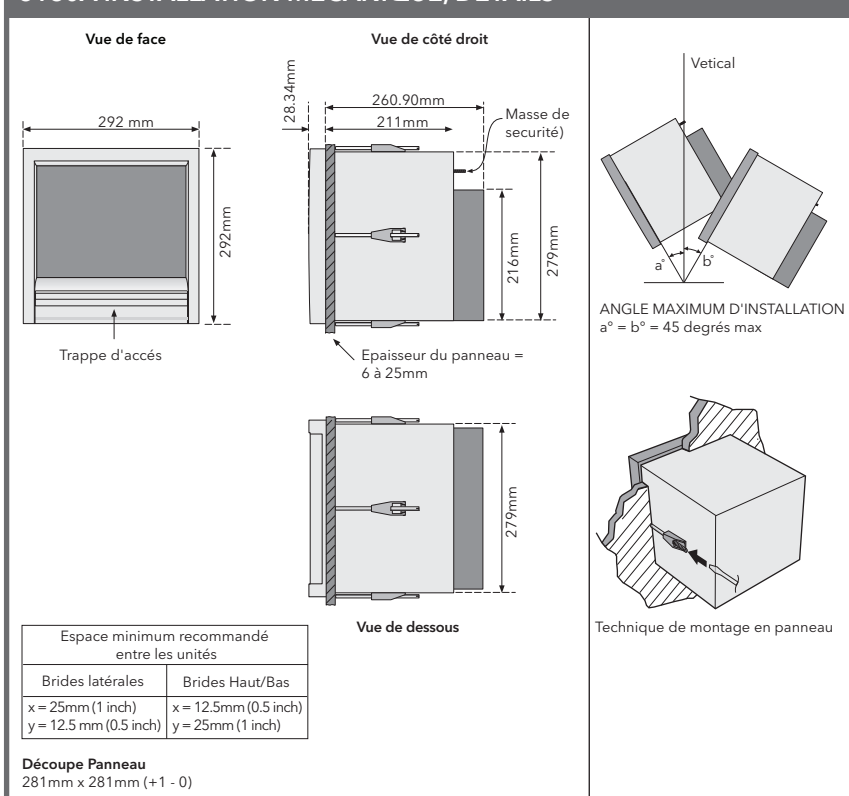 Vue de face
Vue de côté droit
292 mm
292mm
Trappe d'accés
28.34mm
260.90mm
211mm
Masse de
securité)
216mm
279mm
Epaisseur du panneau =
6 à 25mm
279mm
Vue de dessous
Espace minimum recommandé
entre les unités
Brides latérales
Brides Haut/Bas
x = 25mm (1 inch)
x = 12.5mm (0.5 inch)
y = 12.5 mm (0.5 inch)
y = 25mm (1 inch)
Découpe Panneau
281mm x 281mm (+1 - 0)
Vetical
a°
b°
ANGLE MAXIMUM D'INSTALLATION
a° = b° = 45 degrés max
Technique de montage en panneau